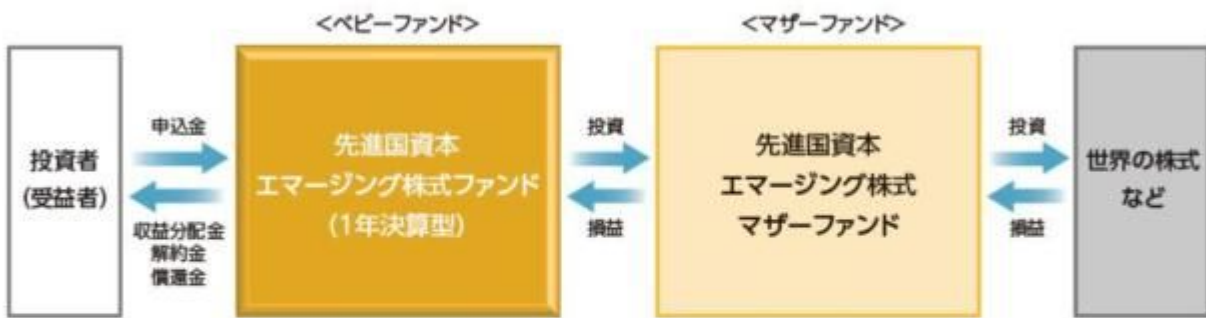 <ベビーファンド>
<マザーファンド>
投資者
(受益者)
申込金
収益分配金
解約金
償還金
先進国資本
エマージング株式ファンド
(1年決算型)
投資
損益
先進国資本
エマージング株式
マザーファンド
投資
損益
世界の株式
など